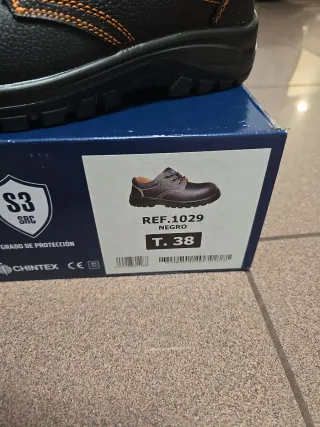 S3
SRC
GRADO DE PROTECCIÓN
CHINTEX CE
REF.1029
NEGRO
T. 38